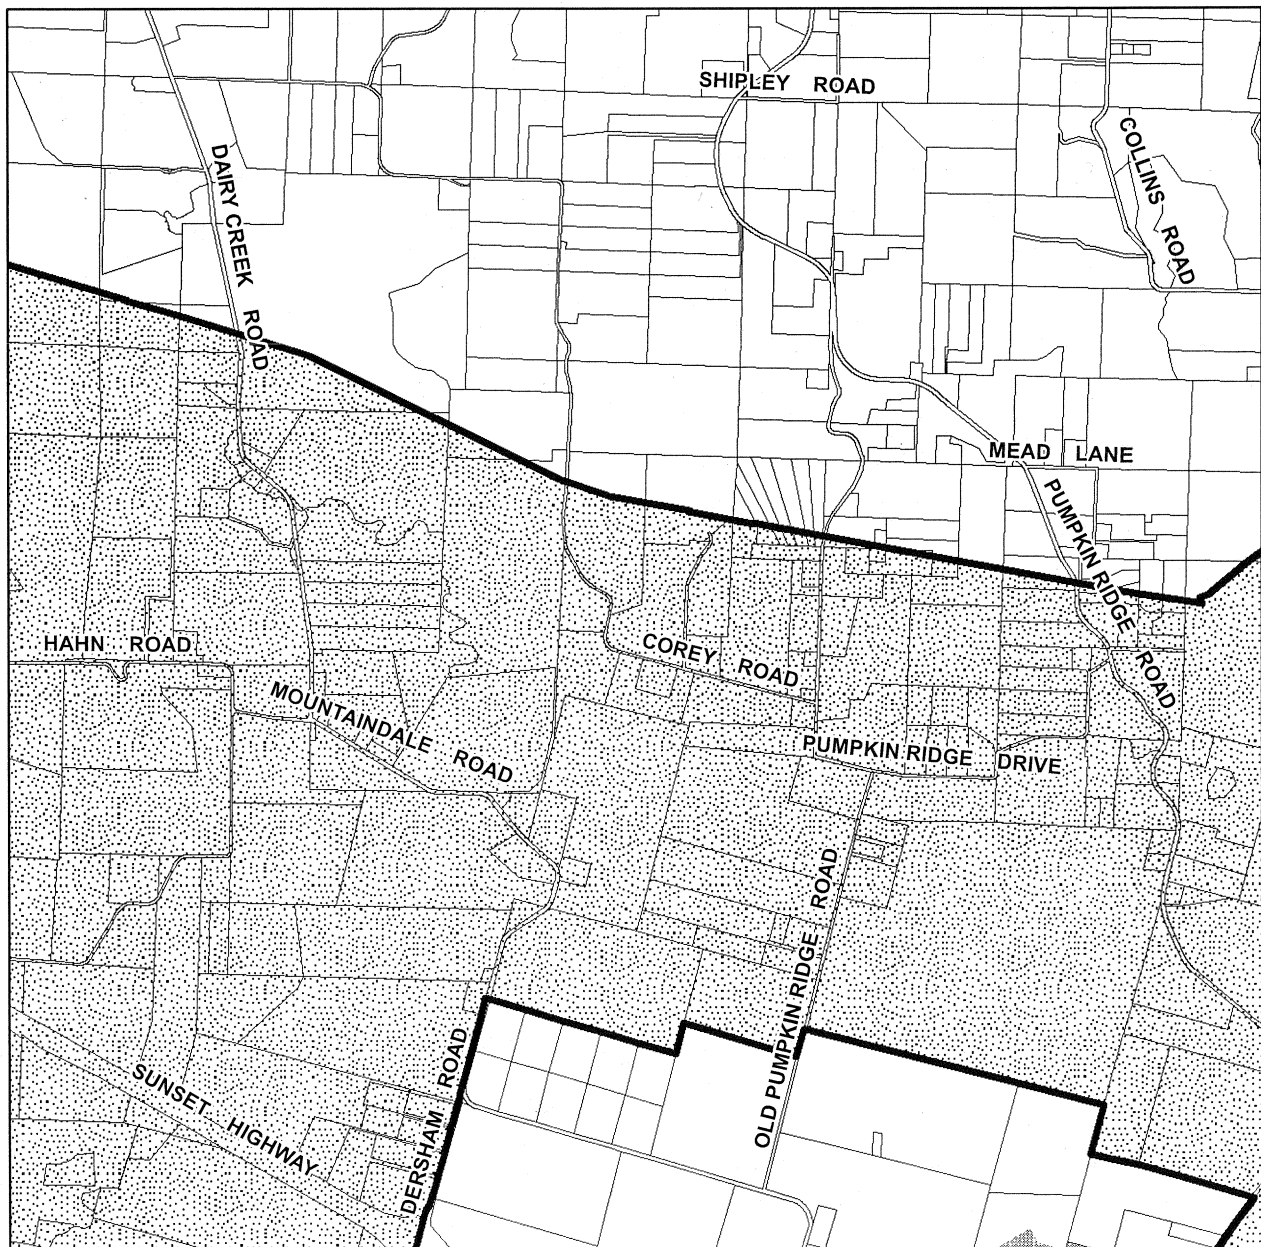 SHIPLEY ROAD
COLLINS ROAD
DAIRY CREEK ROAD
MEAD LANE
PUMPKIN RIDGE ROAD
HAHN ROAD
COREY ROAD
MOUNTAINDALE ROAD
PUMPKIN RIDGE DRIVE
OLD PUMPKIN RIDGE ROAD
SUNSET HIGHWAY
DERSHAM ROAD